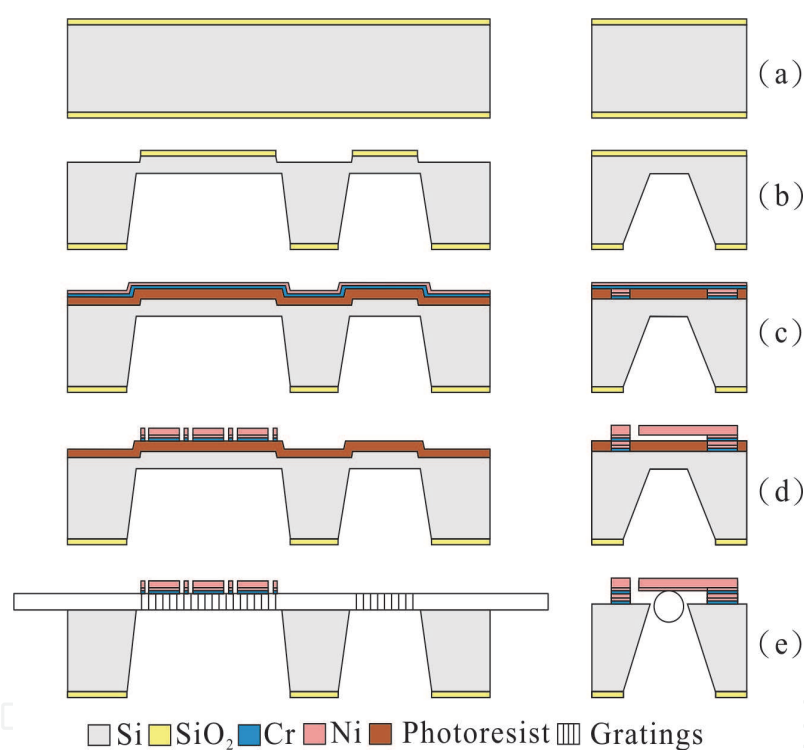 (a)
(b)
(c)
(d)
(e)
Si SiO₂ Cr Ni Photoresist Gratings